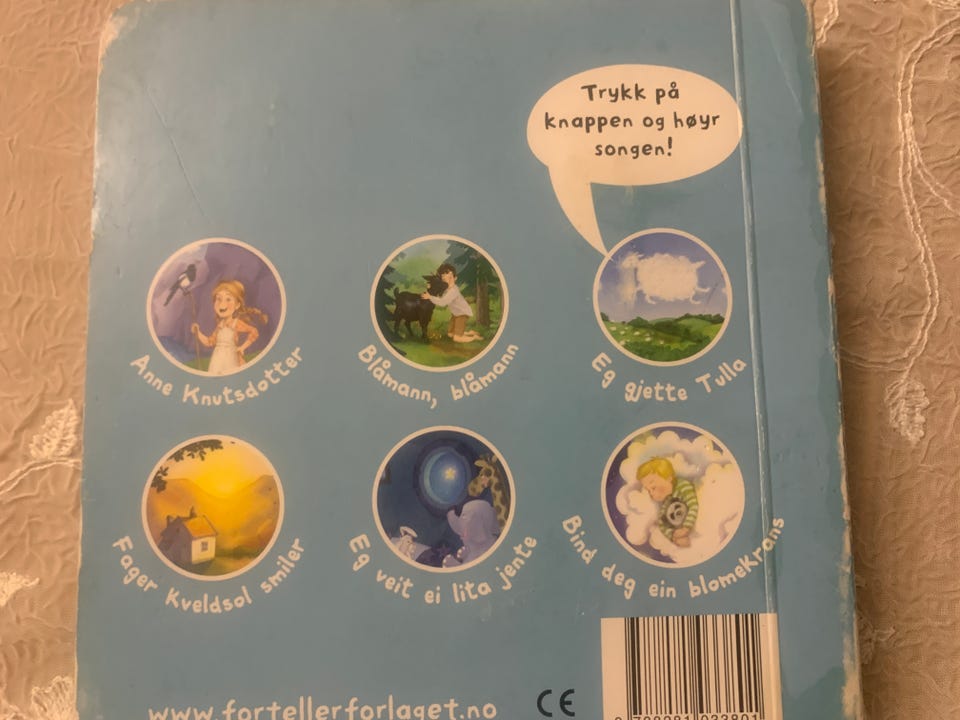 Trykk på
knappen og høyr
songen!
Anne Knutsdotter
Blåmann, blåmann
Eg gjette Tulla
Fager Kveldsol smiler
Eg veit ei lita jente
Bind deg ein blomekrans
www.fortellerforlaget.no
CE